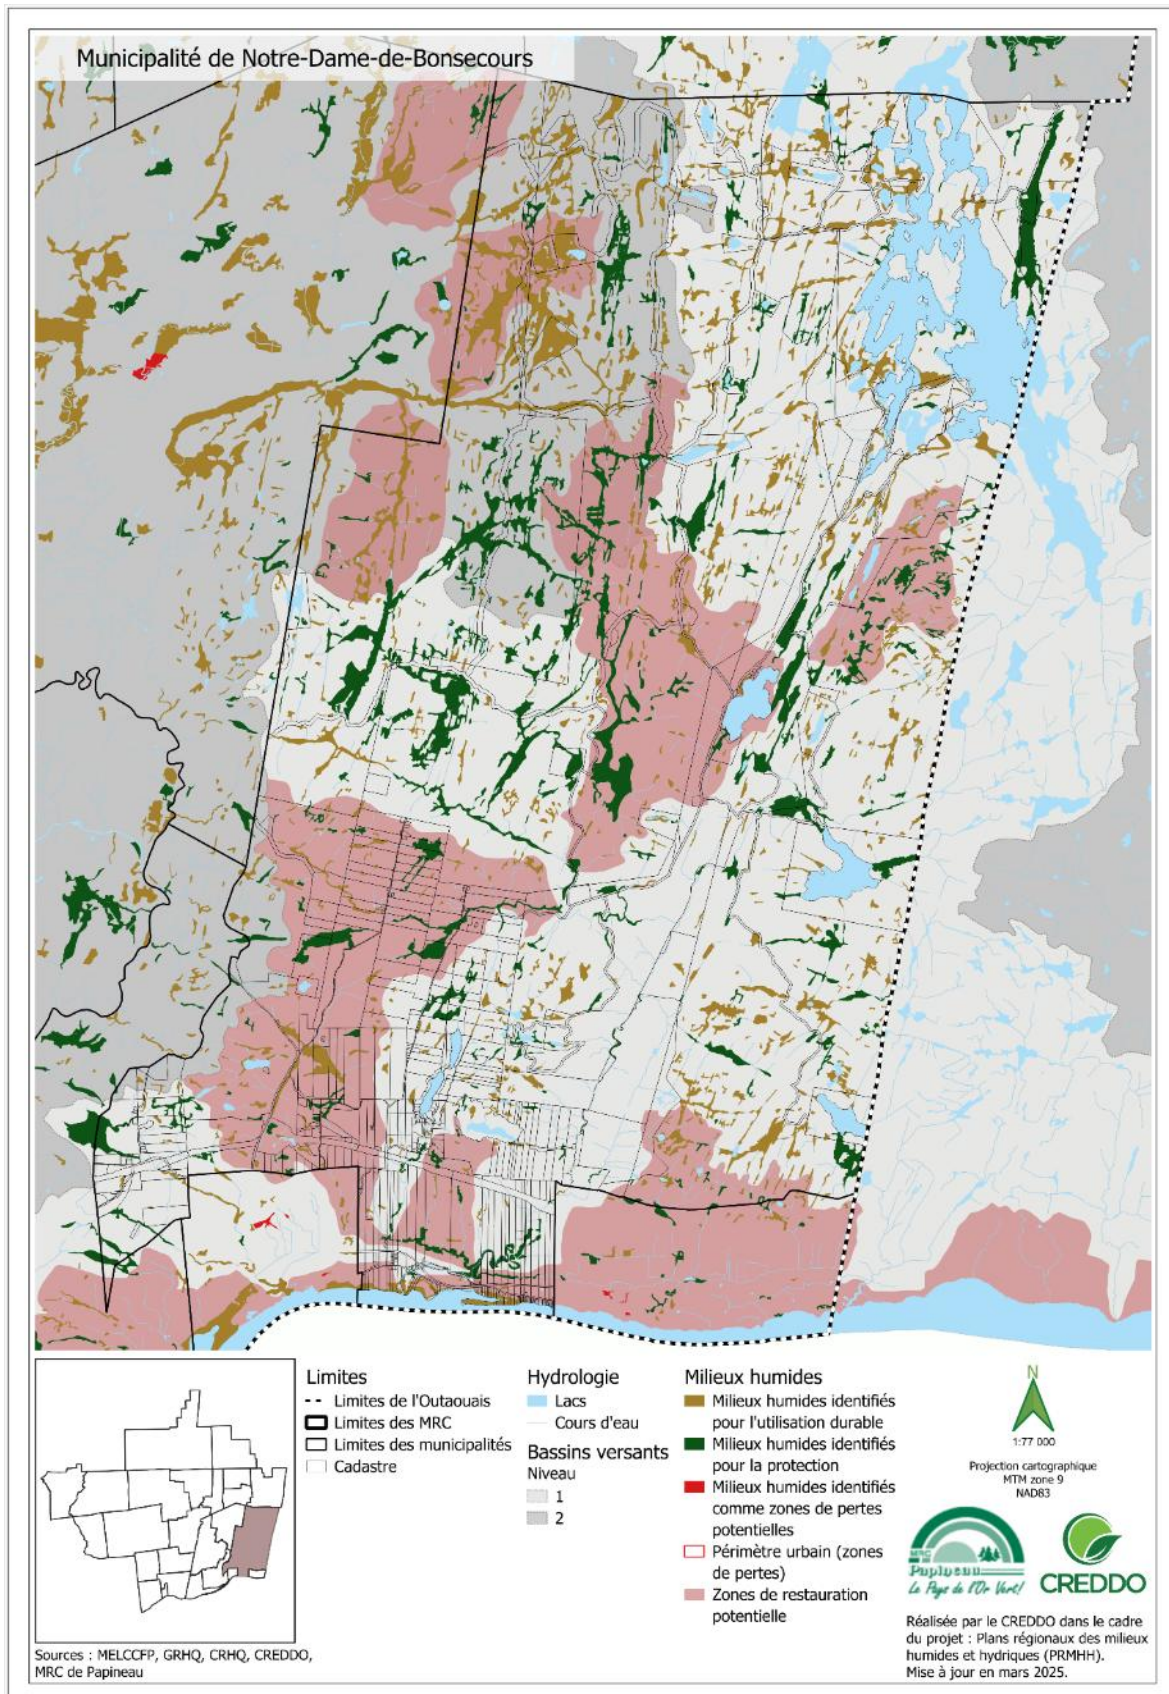 Municipalité de Notre-Dame-de-Bonsecours
Limites
Limites de l'Outaouais
Limites des MRC
Limites des municipalités
Cadastre
Hydrologie
Lacs
Cours d'eau
Bassins versants
Niveau
1
2
Milieux humides
Milieux humides identifiés
pour l'utilisation durable
Milieux humides identifiés
pour la protection
Milieux humides identifiés
comme zones de pertes
potentielles
Périmètre urbain (zones
de pertes)
Zones de restauration
potentielle
N
1:77 000
Projection cartographique
MTM zone 9
NAD83
MRC
Papineau
Le Pays de l'Or Vert!
CREDDO
Réalisée par le CREDDO dans le cadre
du projet : Plans régionaux des milieux
humides et hydriques (PRMHH).
Mise à jour en mars 2025.
Sources : MELCCFP, GRHQ, CRHQ, CREDDO,
MRC de Papineau